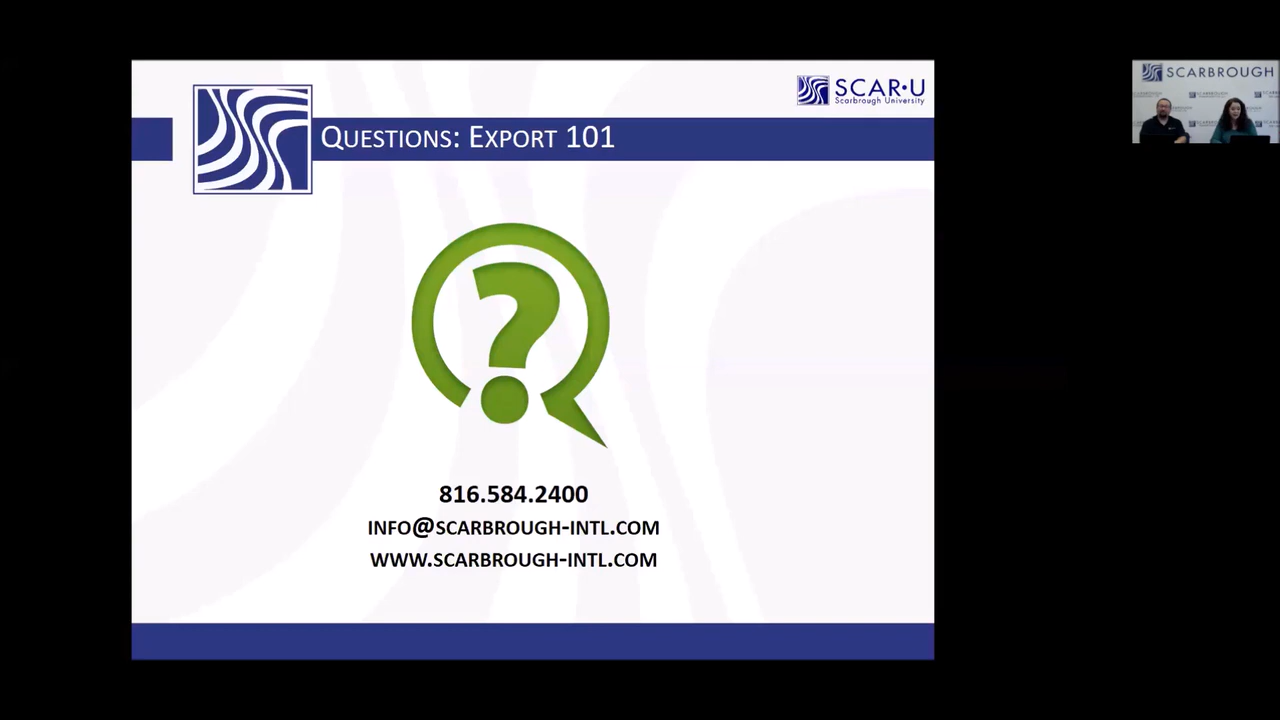 SCAR·U
Scarbrough University
QUESTIONS: EXPORT 101
816.584.2400
INFO@SCARBROUGH-INTL.COM
WWW.SCARBROUGH-INTL.COM
SCARBROUGH